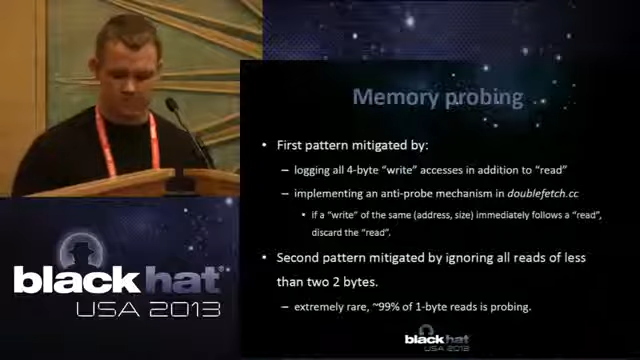 Memory probing
• First pattern mitigated by:
– logging all 4-byte “write” accesses in addition to “read”
– implementing an anti-probe mechanism in doublefetch.cc
• if a “write” of the same (address, size) immediately follows a “read”,
discard the “read”.
• Second pattern mitigated by ignoring all reads of less
than two 2 bytes.
– extremely rare, ~99% of 1-byte reads is probing.
black hat®
USA 2013
black hat
USA 2013